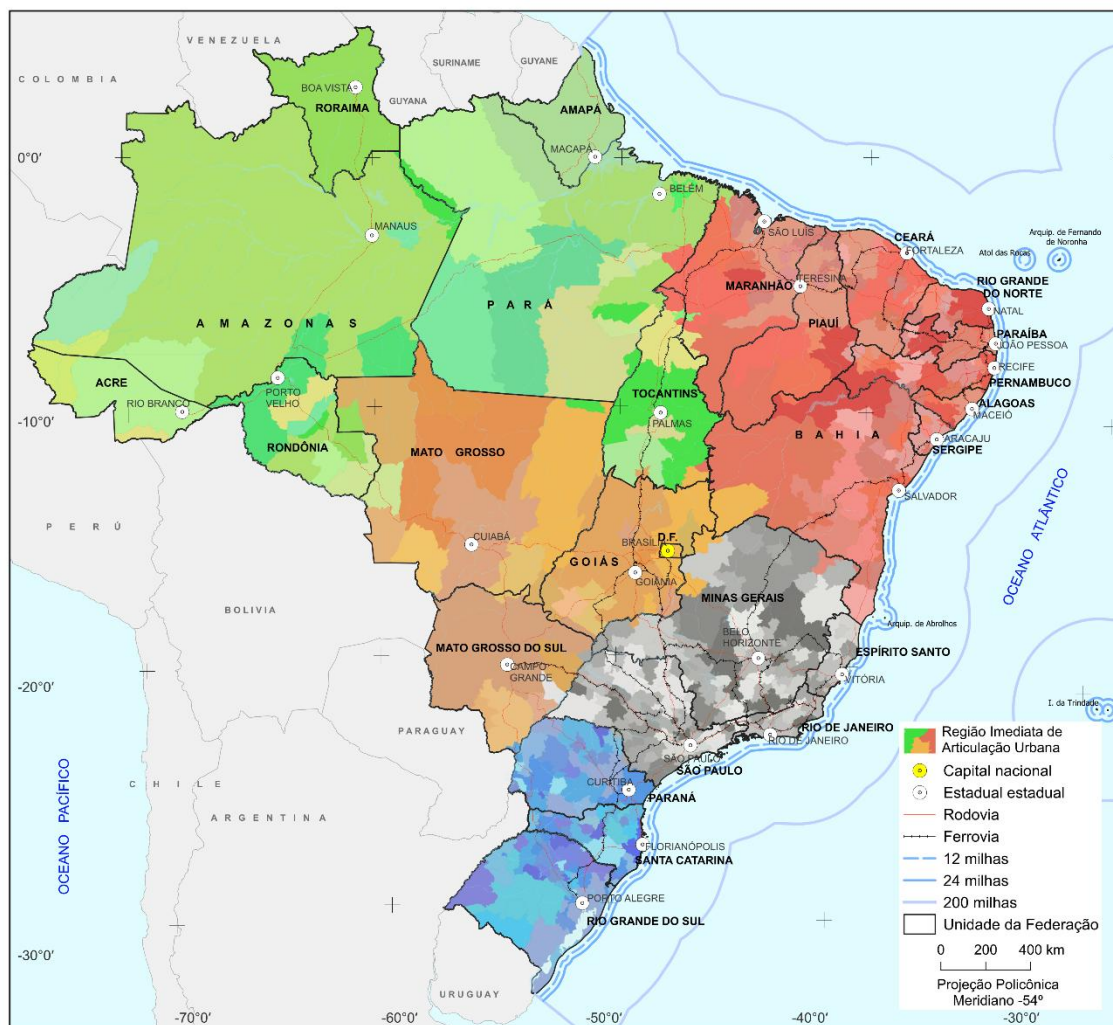 VENEZUELA
COLOMBIA
SURINAME
GUYANE
GUYANA
BOA VISTA
RORAIMA
AMAPÁ
MACAPÁ
0°0'
BELÉM
MANAUS
SÃO LUÍS
CEARÁ
FORTALEZA
Atol das Rocas
Arquip. de Fernando
de Noronha
MARANHÃO
TERESINA
RIO GRANDE
DO NORTE
NATAL
PARÁ
PIAUÍ
AMAZONAS
PARAÍBA
JOÃO PESSOA
RECIFE
PERNAMBUCO
ACRE
RIO BRANCO
PORTO
VELHO
TOCANTINS
PALMAS
ALAGOAS
MACEIÓ
-10°0'
RONDÔNIA
MATO GROSSO
BAHIA
ARACAJU
SERGIPE
SALVADOR
PERÚ
CUIABÁ
D.F.
BRASÍLIA
GOIÁS
GOIÂNIA
OCEANO ATLÂNTICO
BOLIVIA
MINAS GERAIS
Arquip. de Abrolhos
BELO
HORIZONTE
MATO GROSSO DO SUL
CAMPO
GRANDE
ESPÍRITO SANTO
VITÓRIA
-20°0'
I. da Trindade
PARAGUAY
RIO DE JANEIRO
RIO DE JANEIRO
SÃO PAULO
SÃO PAULO
CHILE
CURITIBA
PARANÁ
ARGENTINA
OCEANO PACÍFICO
FLORIANÓPOLIS
SANTA CATARINA
PORTO ALEGRE
RIO GRANDE DO SUL
-30°0'
URUGUAY
-70°0'
-60°0'
-50°0'
-40°0'
-30°0'
Região Imediata de
Articulação Urbana
Capital nacional
Estadual estadual
Rodovia
Ferrovia
12 milhas
24 milhas
200 milhas
Unidade da Federação
0 200 400 km
Projeção Policônica
Meridiano -54º